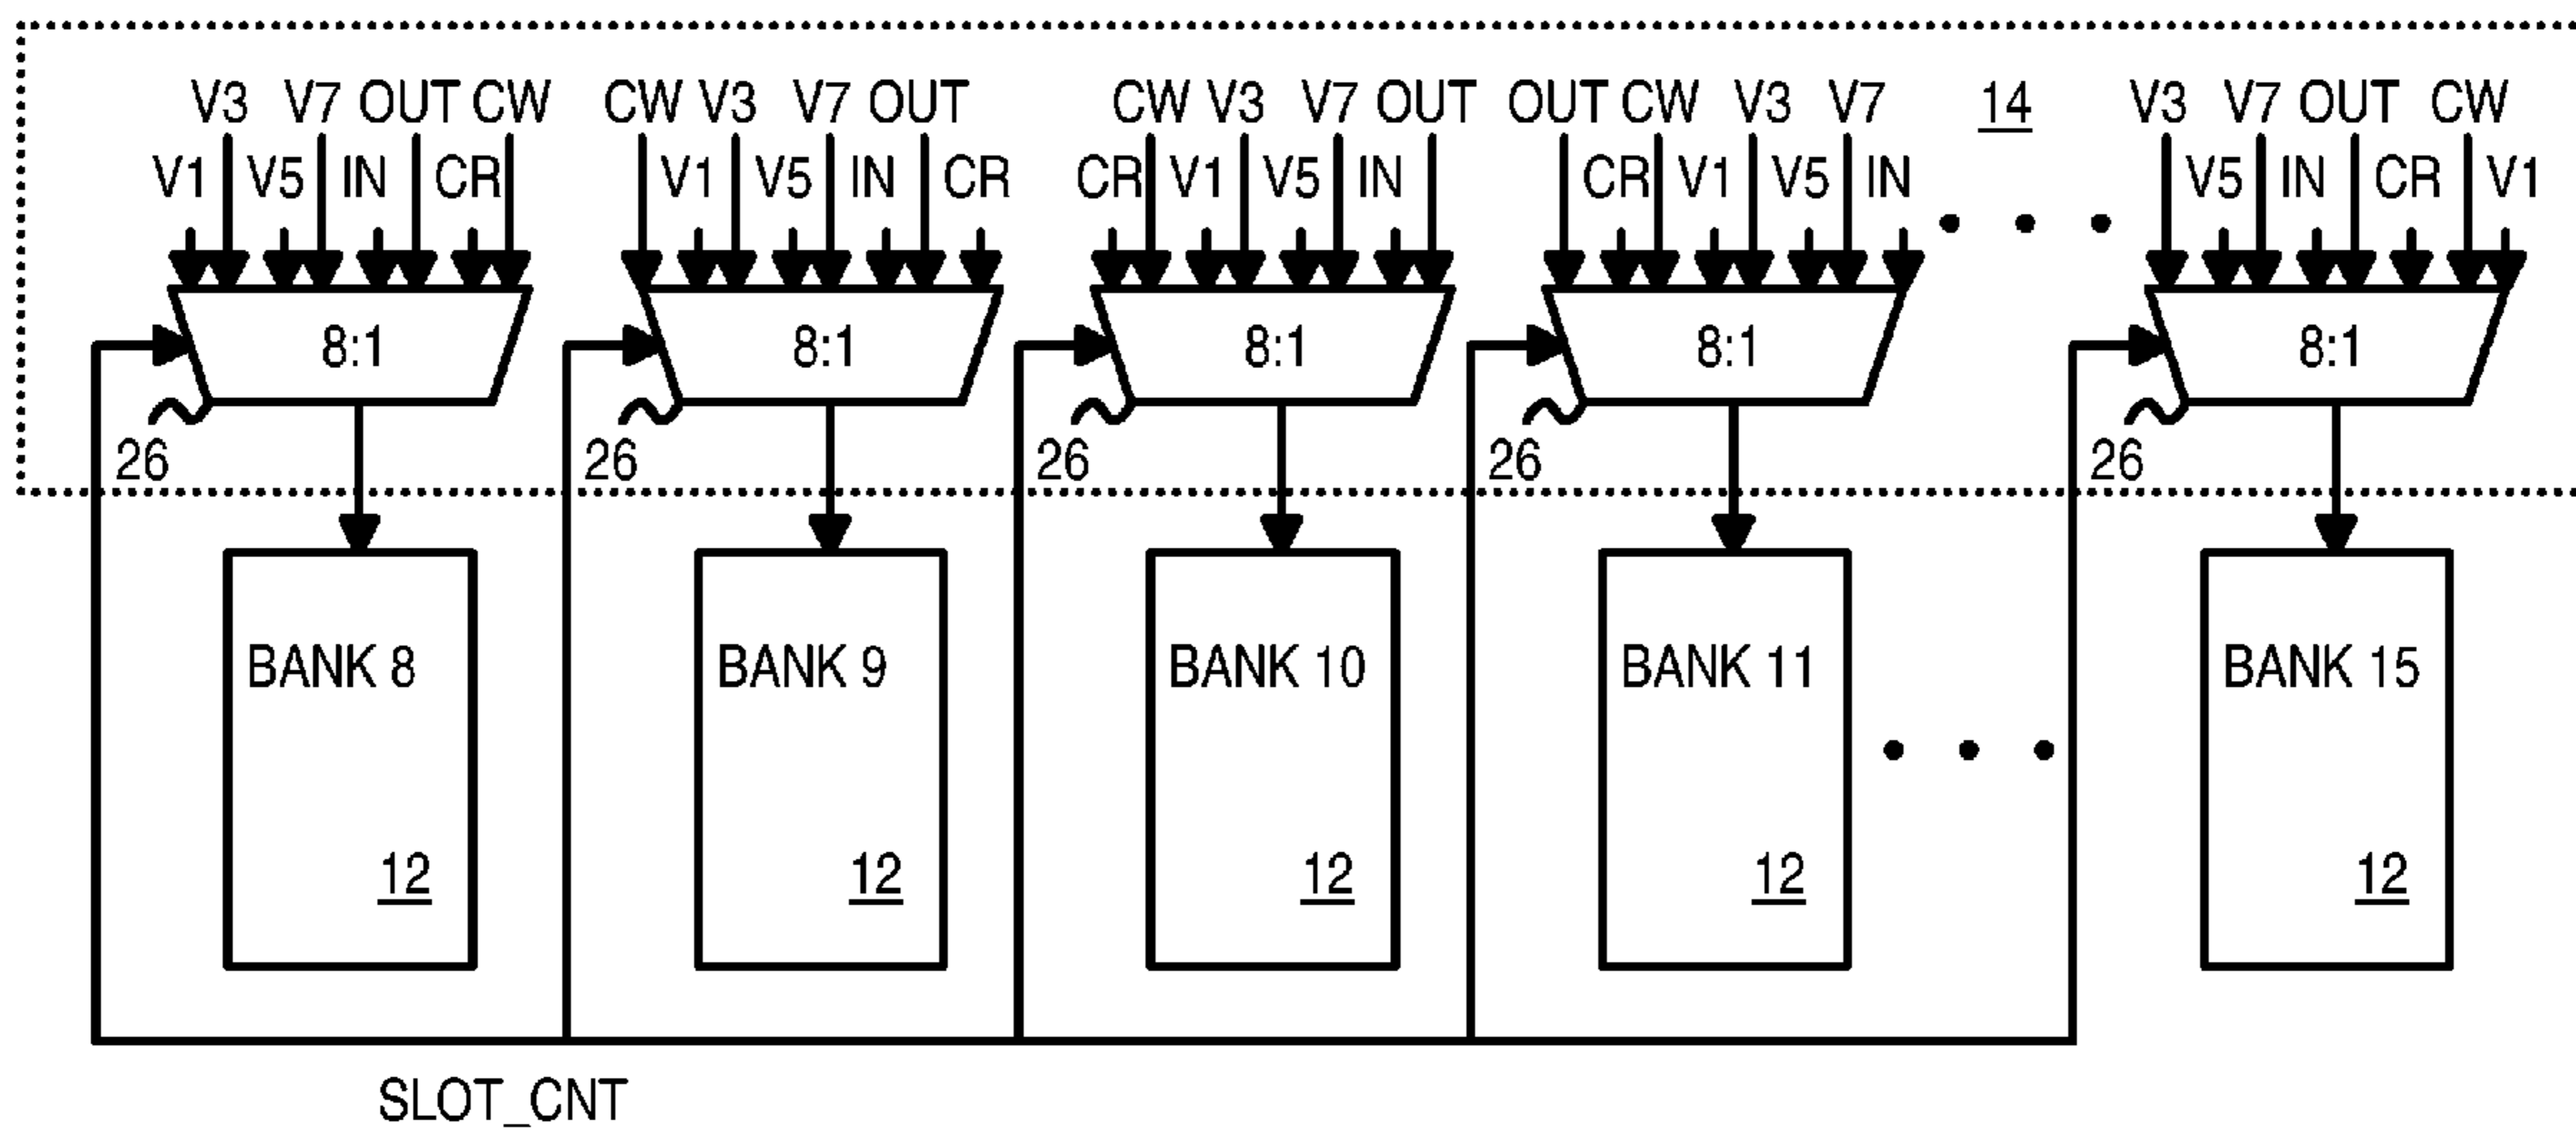 V3 V7 OUT CW CW V3 V7 OUT CW V3 V7 OUT OUT CW V3 V7 14 V3 V7 OUT CW
V1 V5 IN CR V1 V5 IN CR CR V1 V5 IN CR V1 V5 IN V5 IN CR V1
8:1 8:1 8:1 8:1 8:1
26 26 26 26 26
BANK 8 BANK 9 BANK 10 BANK 11 BANK 15
12 12 12 12 12
SLOT_CNT